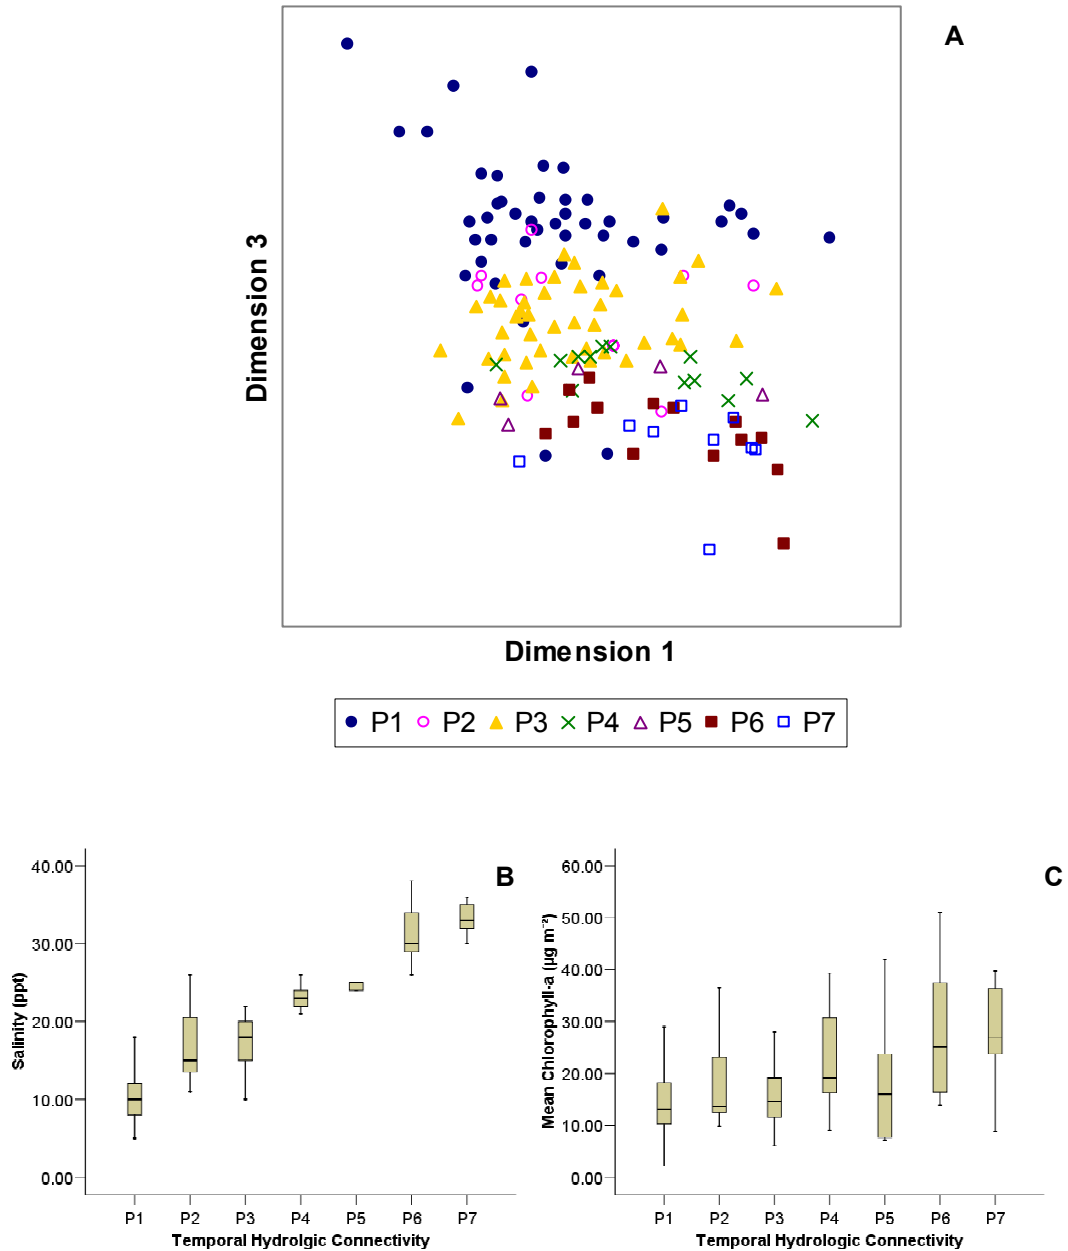 A
Dimension 3
Dimension 1
P1 P2 P3 P4 P5 P6 P7
B
40.00
30.00
20.00
10.00
0.00
Salinity (ppt)
P1 P2 P3 P4 P5 P6 P7
Temporal Hydrolgic Connectivity
C
60.00
50.00
40.00
30.00
20.00
10.00
0.00
Mean Chlorophyll-a (µg m⁻²)
P1 P2 P3 P4 P5 P6 P7
Temporal Hydrologic Connectivity